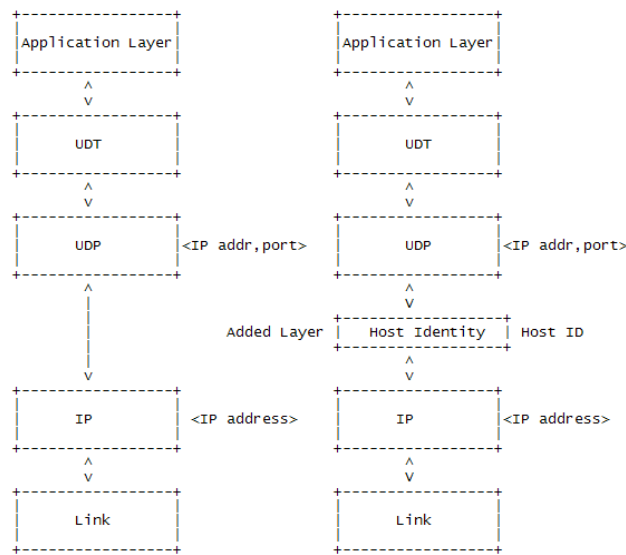 Application Layer Application Layer
UDT UDT
UDP <IP addr,port> UDP <IP addr,port>
Added Layer Host Identity Host ID
IP <IP address> IP <IP address>
Link Link